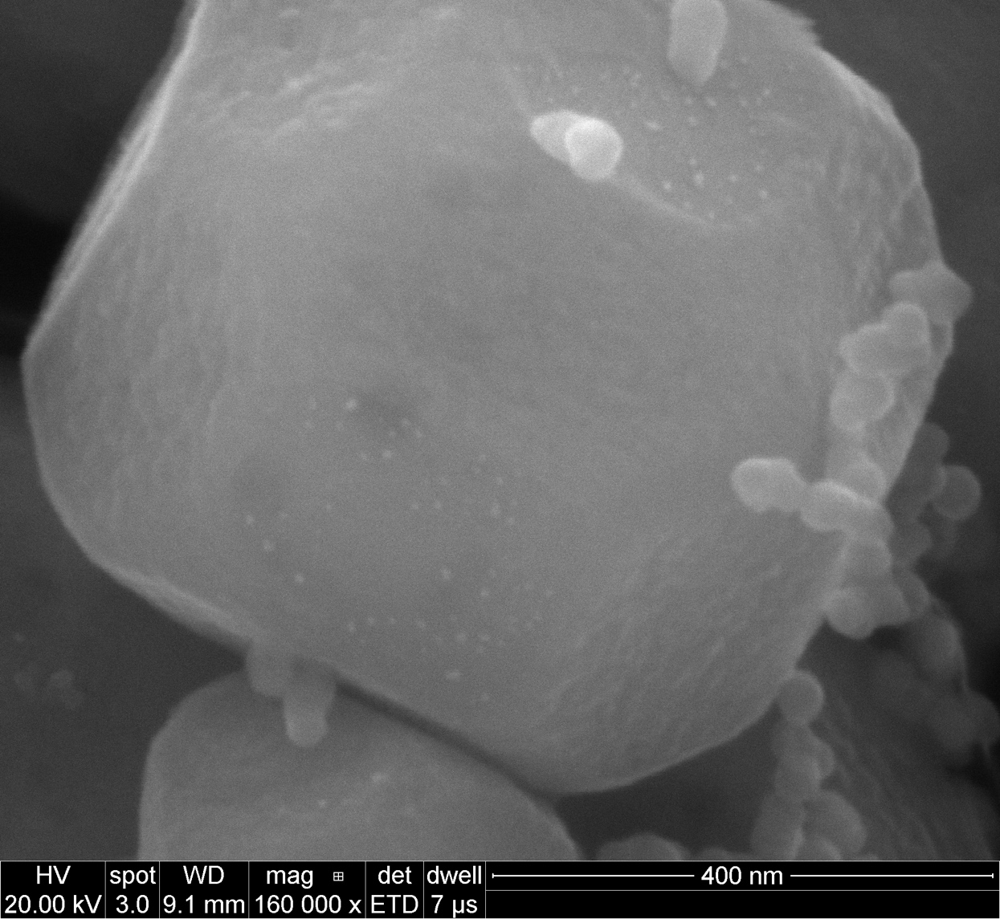 HV spot WD mag ⊞ det dwell 400 nm
20.00 kV 3.0 9.1 mm 160 000 x ETD 7 µs